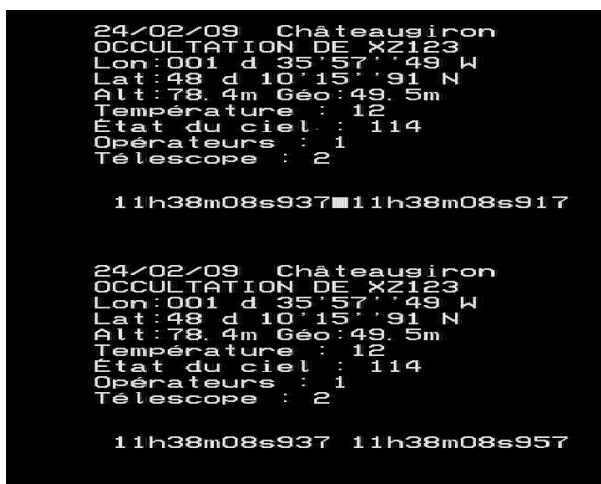 24/02/09 Châteaugiron
OCCULTATION DE XZ123
Lon:001 d 35'57''49 W
Lat:48 d 10'15''91 N
Alt:78.4m Géo:49.5m
Température : 12
État du ciel : 114
Opérateurs : 1
Télescope : 2
11h38m08s937■11h38m08s917
24/02/09 Châteaugiron
OCCULTATION DE XZ123
Lon:001 d 35'57''49 W
Lat:48 d 10'15''91 N
Alt:78.4m Géo:49.5m
Température : 12
État du ciel : 114
Opérateurs : 1
Télescope : 2
11h38m08s937 11h38m08s957